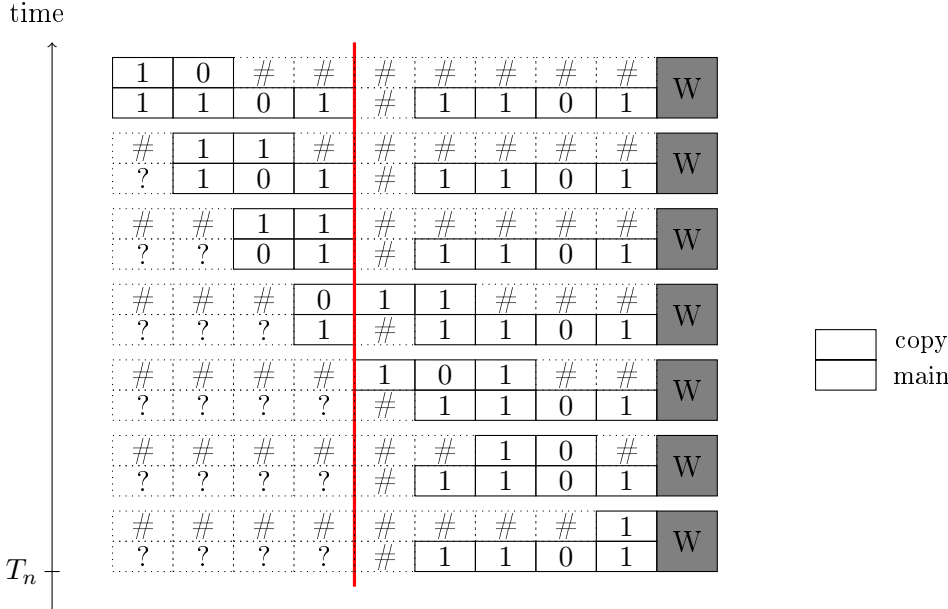 time
1 0 # # # # # # # W
1 1 0 1 # 1 1 0 1
# 1 1 # # # # # # W
? 1 0 1 # 1 1 0 1
# # 1 1 # # # # # W
? ? 0 1 # 1 1 0 1
# # # 0 1 1 # # # W
? ? ? 1 # 1 1 0 1
# # # # 1 0 1 # # W
? ? ? ? # 1 1 0 1
# # # # # # 1 0 # W
? ? ? ? # 1 1 0 1
# # # # # # # # 1 W
T_n ? ? ? ? # 1 1 0 1
copy
main